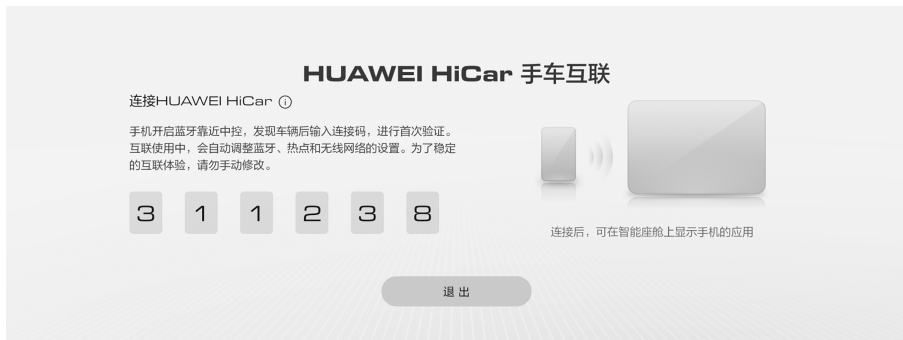 HUAWEI HiCar 手车互联
连接HUAWEI HiCar
手机开启蓝牙靠近中控，发现车辆后输入连接码，进行首次验证。
互联使用中，会自动调整蓝牙、热点和无线网络的设置。为了稳定
的互联体验，请勿手动修改。
3 1 1 2 3 8
连接后，可在智能座舱上显示手机的应用
退出